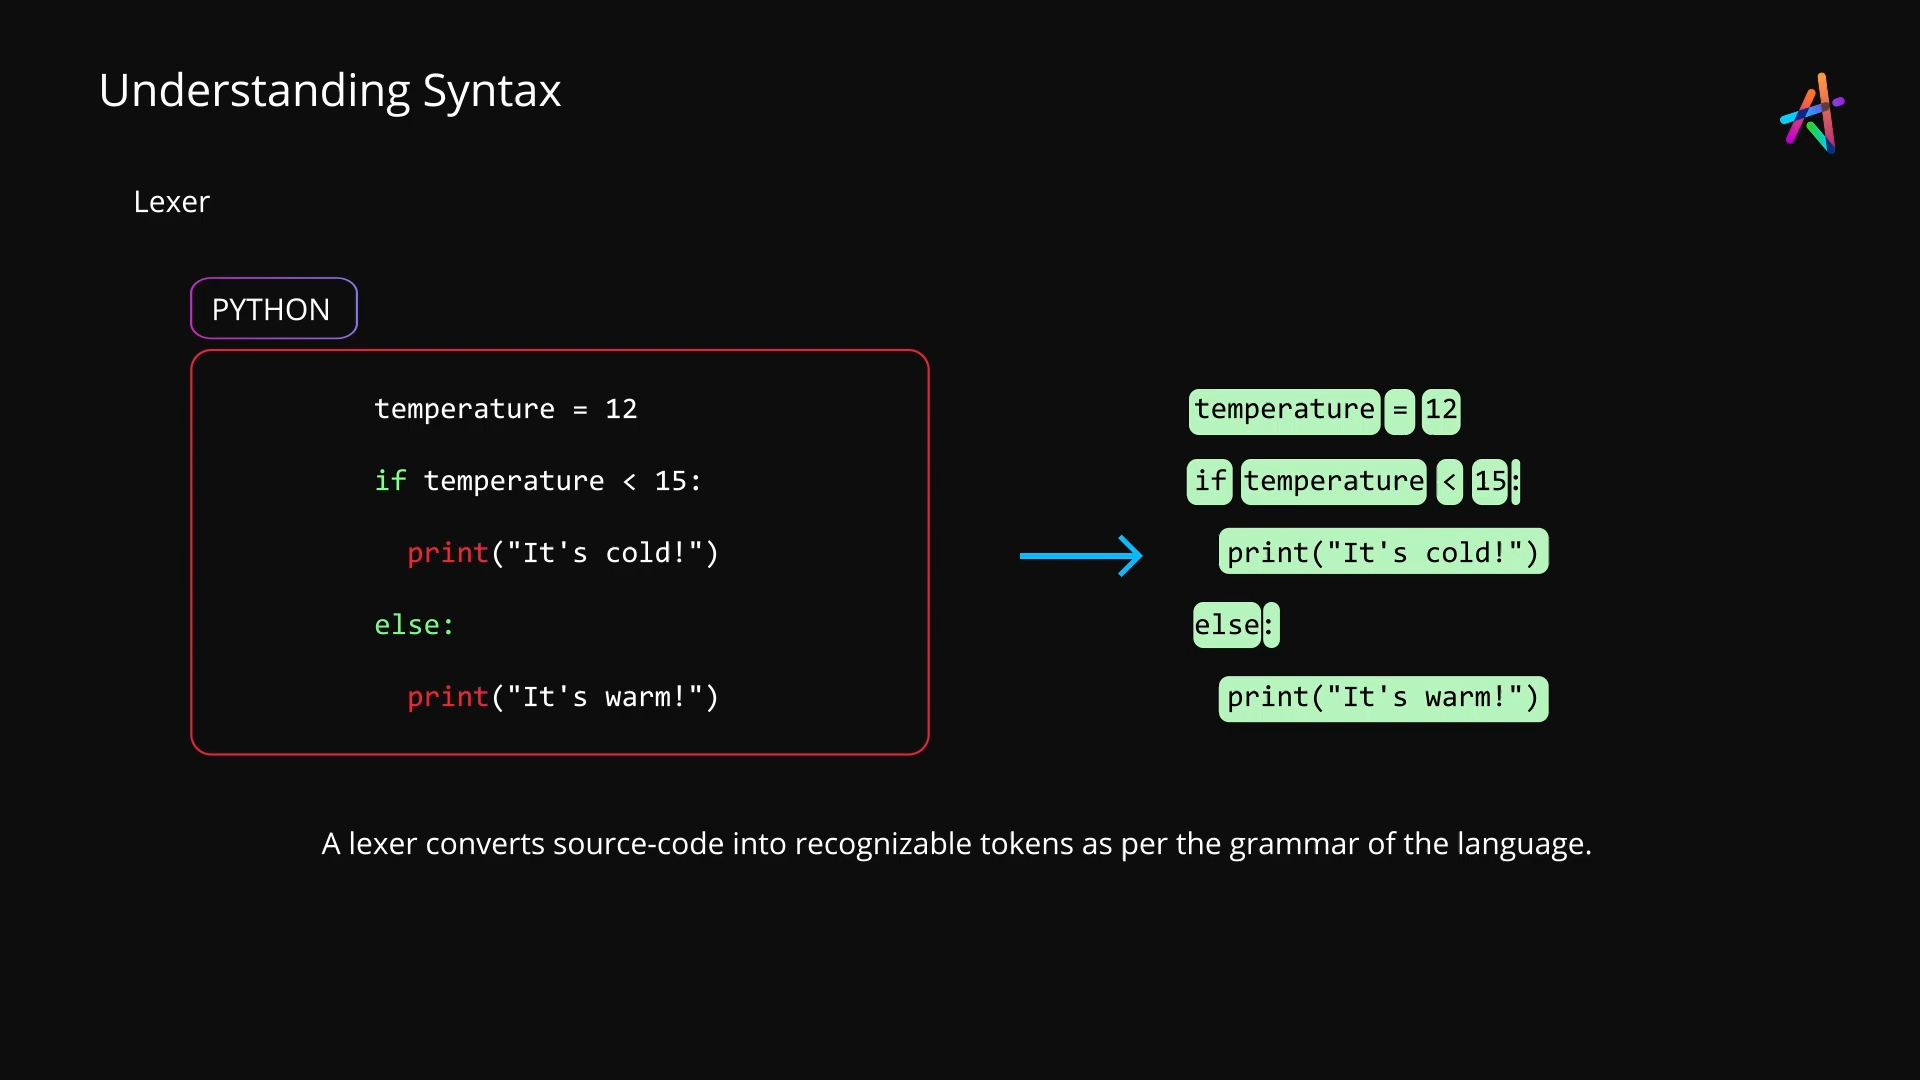 Understanding Syntax
Lexer
PYTHON
temperature = 12
if temperature < 15:
print("It's cold!")
else:
print("It's warm!")
temperature = 12
if temperature < 15 :
print("It's cold!")
else :
print("It's warm!")
A lexer converts source-code into recognizable tokens as per the grammar of the language.